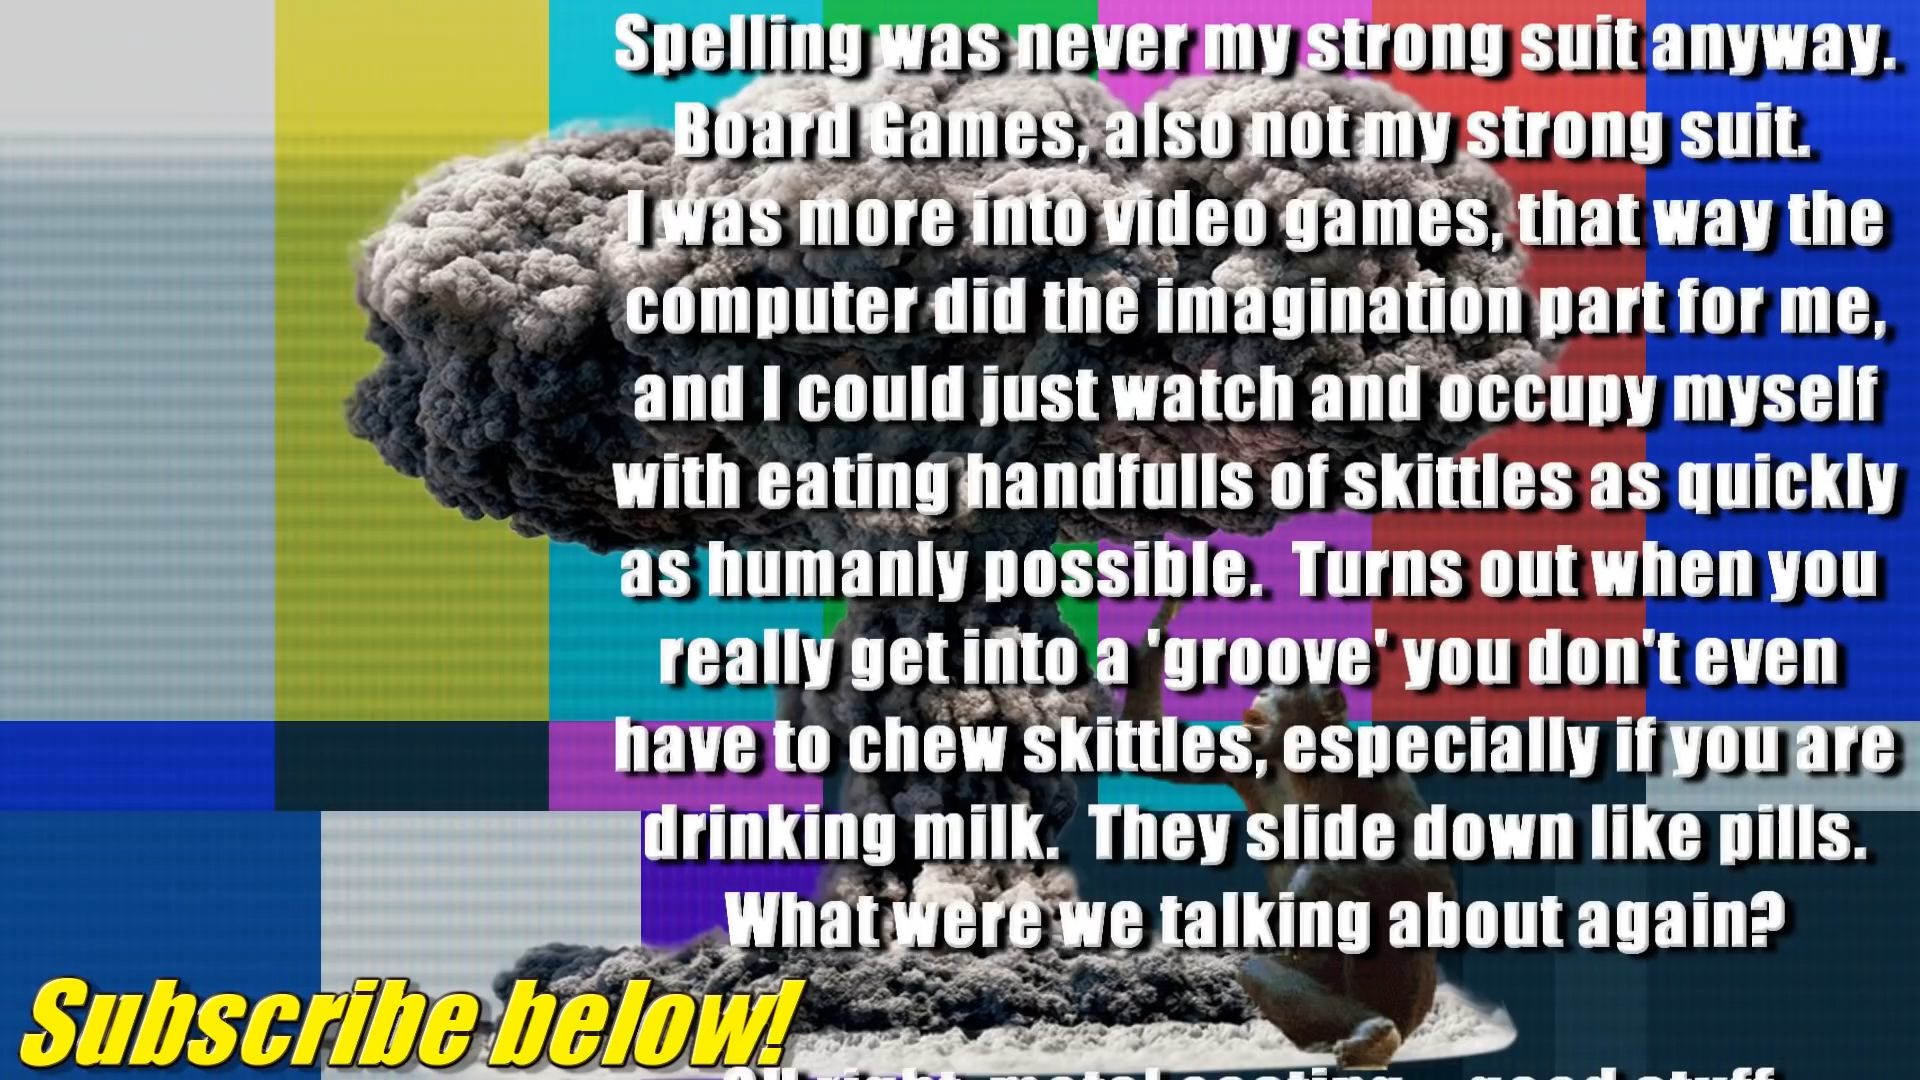 Spelling was never my strong suit anyway.
Board Games, also not my strong suit.
I was more into video games, that way the
computer did the imagination part for me,
and I could just watch and occupy myself
with eating handfulls of skittles as quickly
as humanly possible.  Turns out when you
really get into a 'groove' you don't even
have to chew skittles, especially if you are
drinking milk.  They slide down like pills.
What were we talking about again?
Subscribe below!